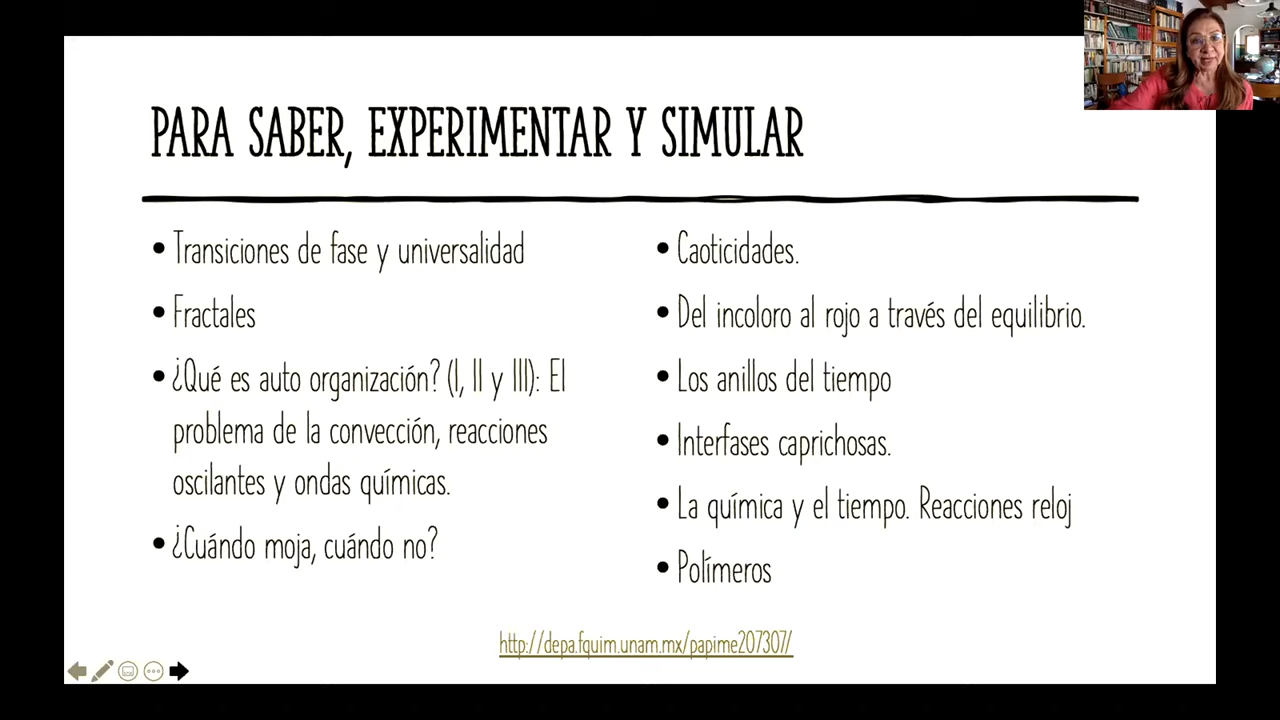 PARA SABER, EXPERIMENTAR Y SIMULAR
• Transiciones de fase y universalidad
• Fractales
• ¿Qué es auto organización? (I, II y III): El
problema de la convección, reacciones
oscilantes y ondas químicas.
• ¿Cuándo moja, cuándo no?
• Caoticidades.
• Del incoloro al rojo a través del equilibrio.
• Los anillos del tiempo
• Interfases caprichosas.
• La química y el tiempo. Reacciones reloj
• Polímeros
http://depa.fquim.unam.mx/papime207307/